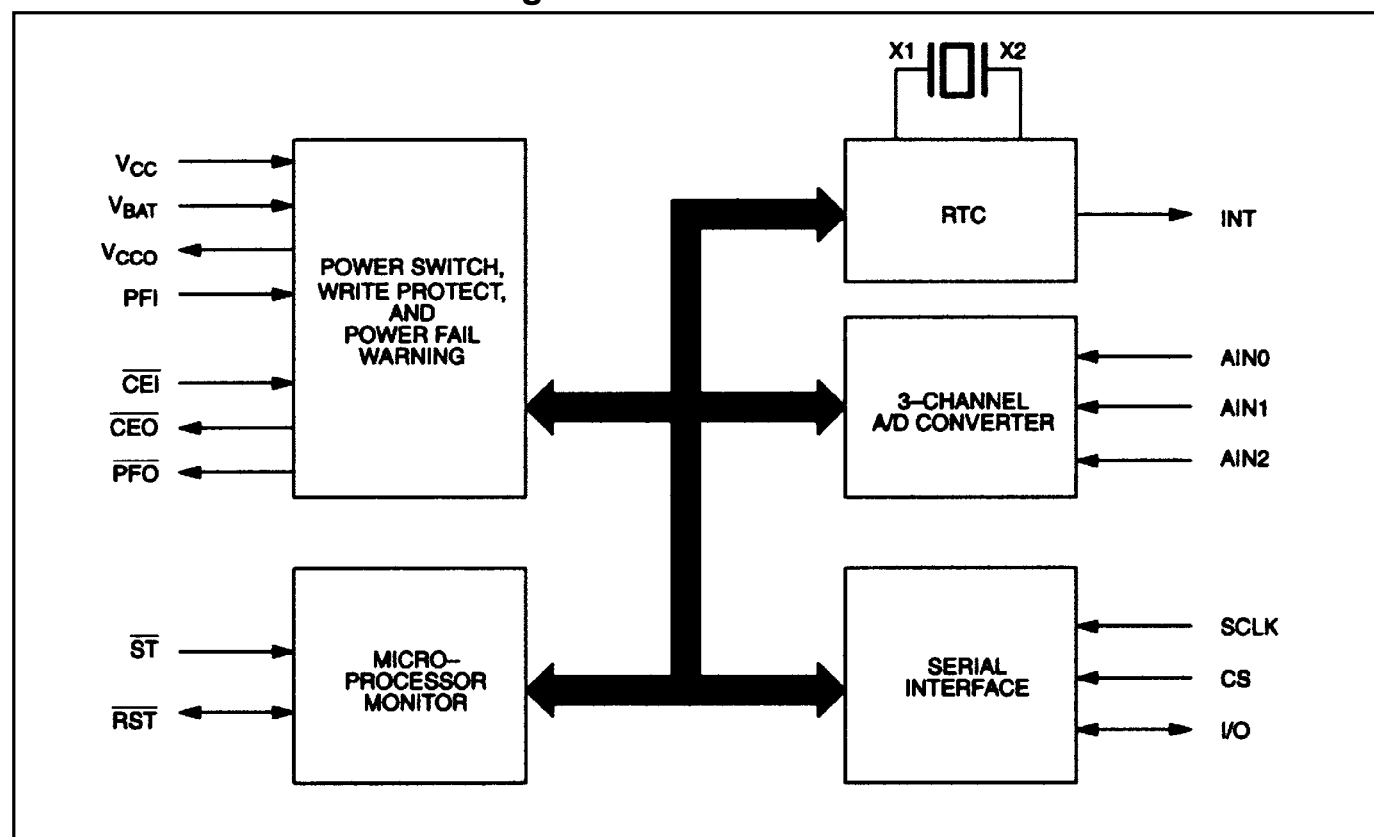 g
X1
X2
VCC
VBAT
VCCO
PFI
CEI
CEO
PFO
POWER SWITCH,
WRITE PROTECT,
AND
POWER FAIL
WARNING
RTC
INT
3–CHANNEL
A/D CONVERTER
AIN0
AIN1
AIN2
ST
RST
MICRO–
PROCESSOR
MONITOR
SERIAL
INTERFACE
SCLK
CS
I/O